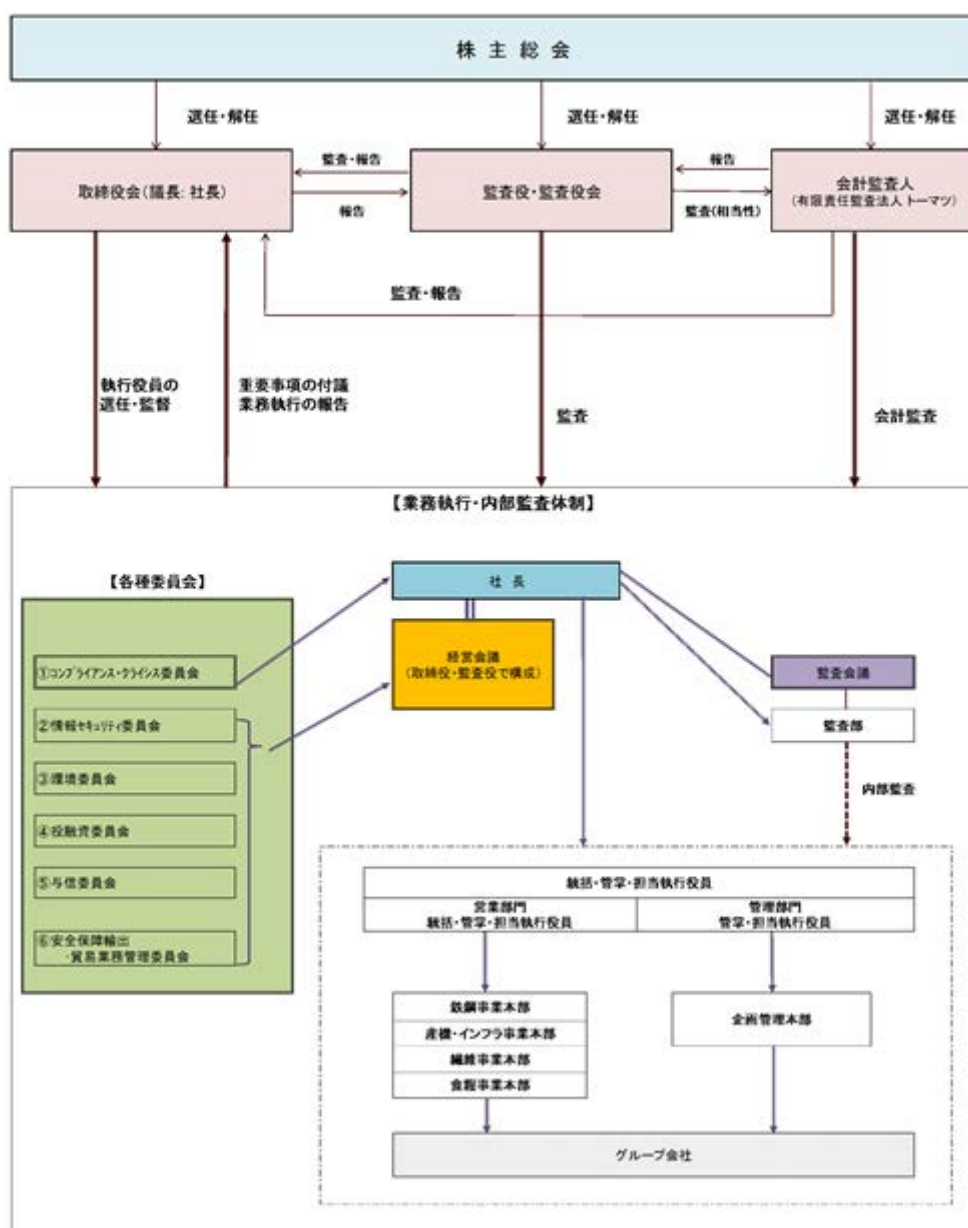 株主総会
選任・解任
選任・解任
選任・解任
取締役会(議長:社長)
監査・報告
報告
監査役・監査役会
報告
監査(相当性)
会計監査人
(有限責任監査法人トーマツ)
監査・報告
執行役員の
選任・監督
重要事項の付議
業務執行の報告
監査
会計監査
【業務執行・内部監査体制】
【各種委員会】
①コンプライアンス・クライシス委員会
②情報セキュリティ委員会
③環境委員会
④投融資委員会
⑤与信委員会
⑥安全保障輸出
・貿易業務管理委員会
社長
経営会議
(取締役・監査役で構成)
監査会議
監査部
内部監査
統括・管掌・担当執行役員
営業部門
統括・管掌・担当執行役員
管理部門
管掌・担当執行役員
鉄鋼事業本部
産機・インフラ事業本部
繊維事業本部
食糧事業本部
企画管理本部
グループ会社